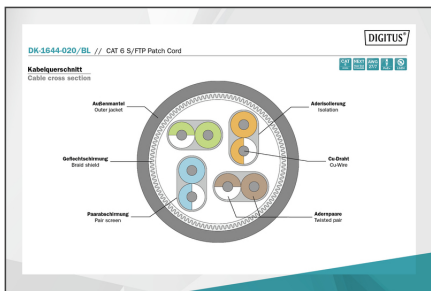 DIGITUS®
DK-1644-020/BL // CAT 6 S/FTP Patch Cord
Kabelquerschnitt
Cable cross section
Außenmantel
Outer jacket
Aderisolierung
Isolation
Geflechtschirmung
Braid shield
Cu-Draht
Cu-Wire
Paarabschirmung
Pair screen
Adernpaare
Twisted pair